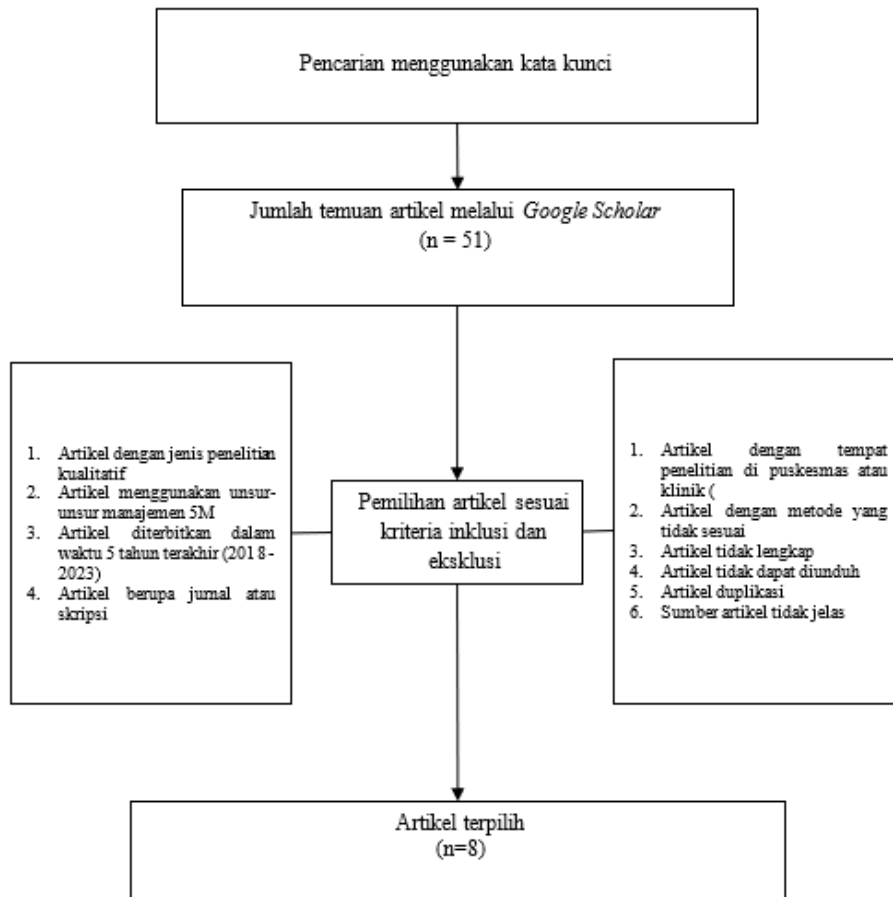 Pencarian menggunakan kata kunci
Jumlah temuan artikel melalui Google Scholar
(n = 51)
1. Artikel dengan jenis penelitian
kualitatif
2. Artikel menggunakan unsur-
unsur manajemen 5M
3. Artikel diterbitkan dalam
waktu 5 tahun terakhir (2018-
2023)
4. Artikel berupa jurnal atau
skripsi
Pemilihan artikel sesuai
kriteria inklusi dan
eksklusi
1. Artikel dengan tempat
penelitian di puskesmas atau
klinik (
2. Artikel dengan metode yang
tidak sesuai
3. Artikel tidak lengkap
4. Artikel tidak dapat diunduh
5. Artikel duplikasi
6. Sumber artikel tidak jelas
Artikel terpilih
(n=8)